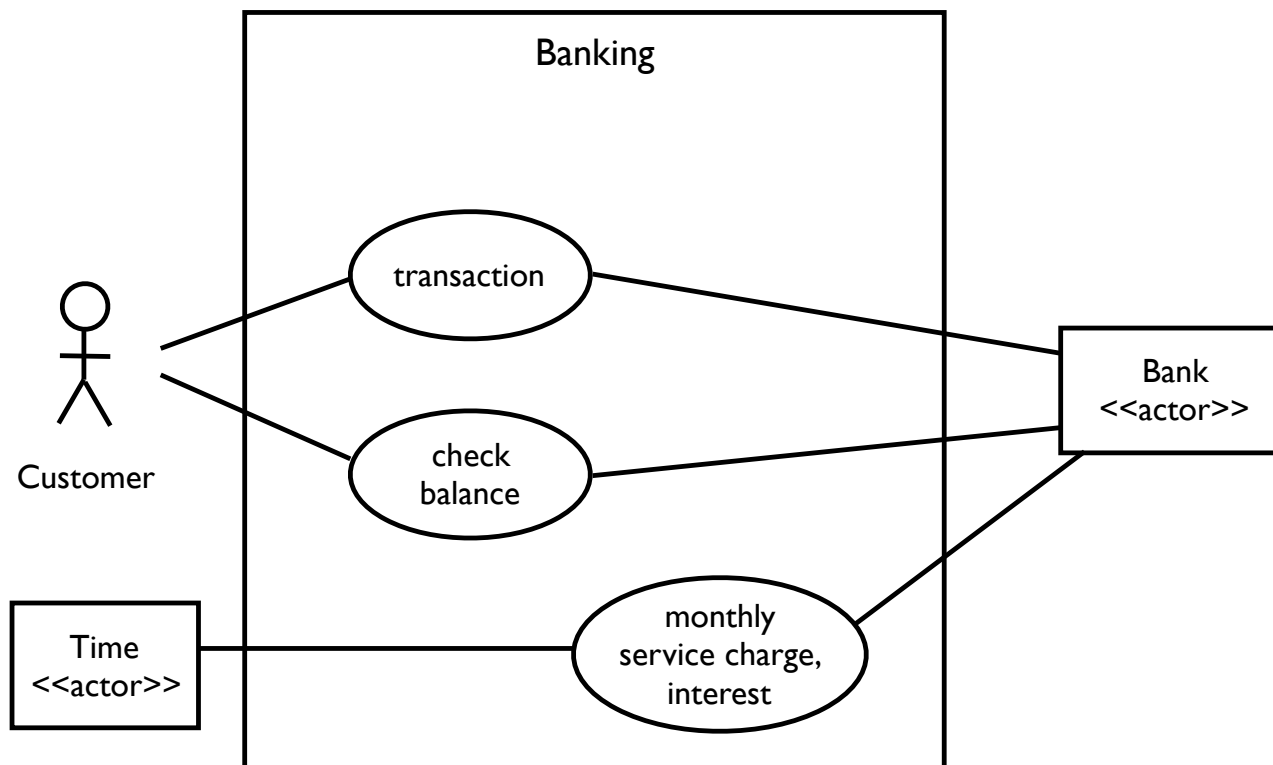 Banking
transaction
Customer
check
balance
Bank
<<actor>>
Time
<<actor>>
monthly
service charge,
interest